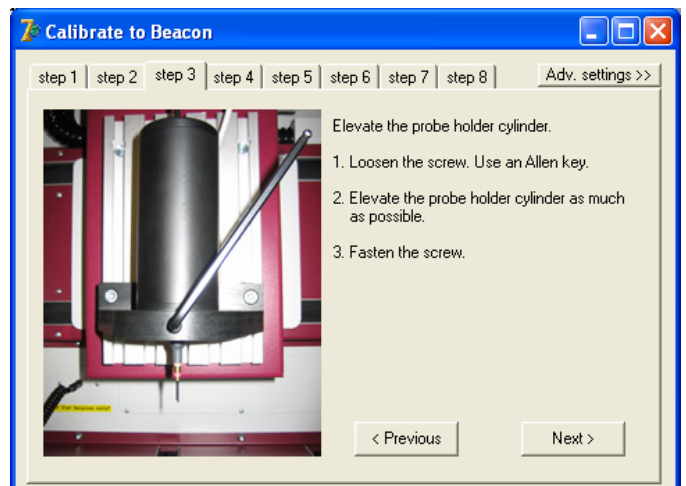 Calibrate to Beacon
step 1 step 2 step 3 step 4 step 5 step 6 step 7 step 8 Adv. settings >>
Elevate the probe holder cylinder.
1. Loosen the screw. Use an Allen key.
2. Elevate the probe holder cylinder as much
as possible.
3. Fasten the screw.
< Previous Next >